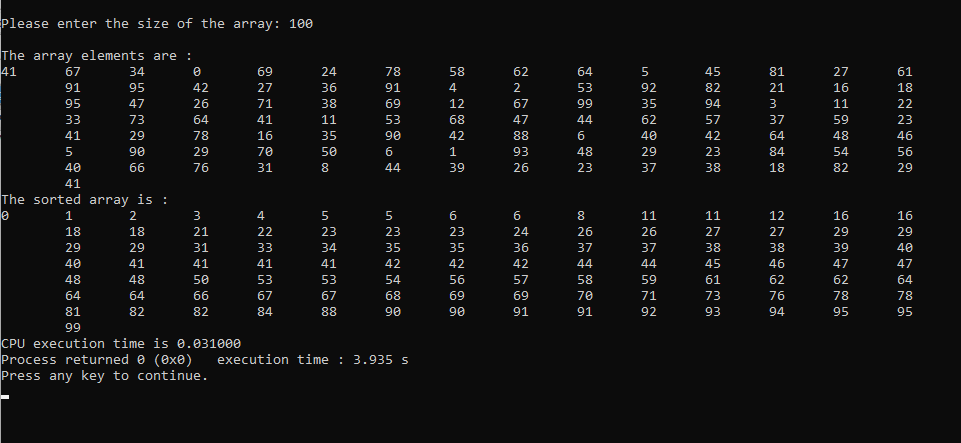 Please enter the size of the array: 100
The array elements are :
41 67 34 0 69 24 78 58 62 64 5 45 81 27 61
91 95 42 27 36 91 4 2 53 92 82 21 16 18
95 47 26 71 38 69 12 67 99 35 94 3 11 22
33 73 64 41 11 53 68 47 44 62 57 37 59 23
41 29 78 16 35 90 42 88 6 40 42 64 48 46
5 90 29 70 50 6 1 93 48 29 23 84 54 56
40 66 76 31 8 44 39 26 23 37 38 18 82 29
41
The sorted array is :
0 1 2 3 4 5 5 6 6 8 11 11 12 16 16
18 18 21 22 23 23 23 24 26 26 27 27 29 29
29 29 31 33 34 35 35 36 37 37 38 38 39 40
40 41 41 41 41 42 42 42 44 44 45 46 47 47
48 48 50 53 53 54 56 57 58 59 61 62 62 64
64 64 66 67 67 68 69 69 70 71 73 76 78 78
81 82 82 84 88 90 90 91 91 92 93 94 95 95
99
CPU execution time is 0.031000
Process returned 0 (0x0) execution time : 3.935 s
Press any key to continue.